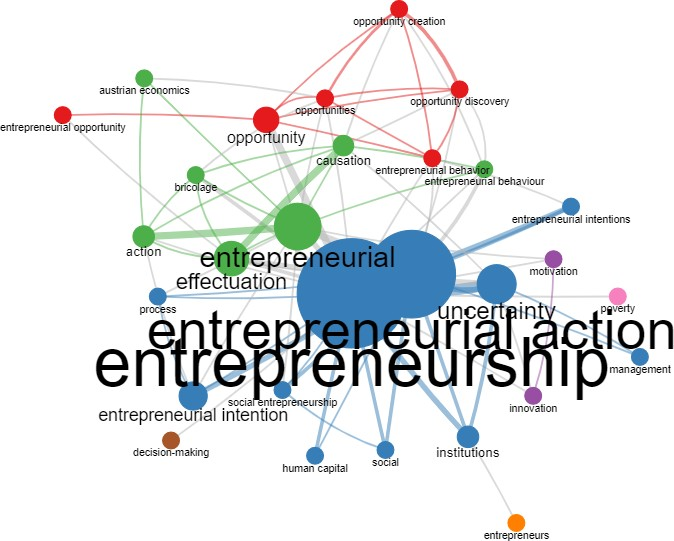 opportunity creation
austrian economics
opportunity discovery
opportunities
entrepreneurial opportunity
opportunity
causation
entrepreneurial behavior
entrepreneurial behaviour
bricolage
entrepreneurial intentions
action
entrepreneurial
motivation
effectuation
process
uncertainty
poverty
entrepreneurial action
entrepreneurship
management
social entrepreneurship
entrepreneurial intention
innovation
decision-making
institutions
human capital
social
entrepreneurs